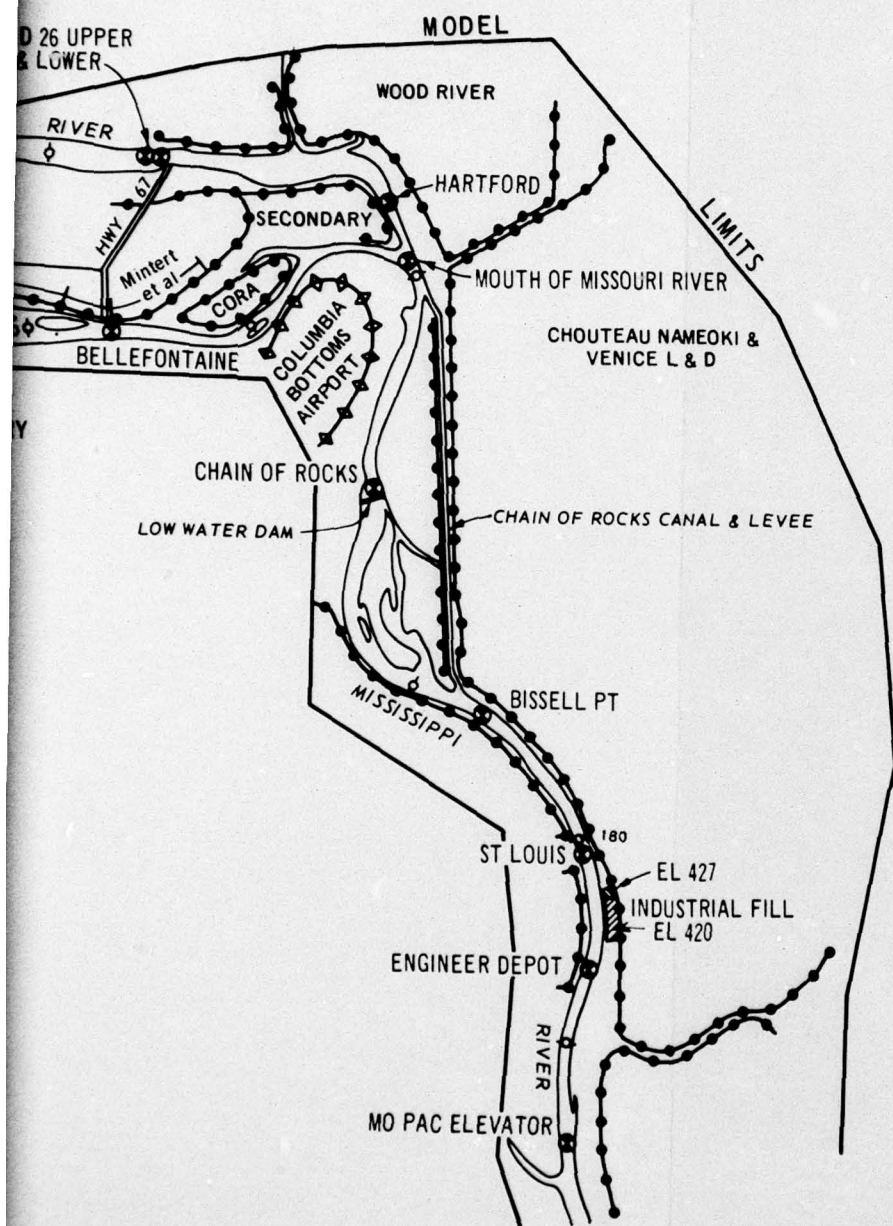 MODEL
D 26 UPPER
& LOWER
WOOD RIVER
RIVER
HWY 67
HARTFORD
SECONDARY
LIMITS
Mintert
et al
CORA
MOUTH OF MISSOURI RIVER
BELLEFONTAINE
COLUMBIA
BOTTOMS
AIRPORT
CHOUTEAU NAMEOKI &
VENICE L & D
RY
CHAIN OF ROCKS
LOW WATER DAM
CHAIN OF ROCKS CANAL & LEVEE
MISSISSIPPI
BISSELL PT
180
ST LOUIS
EL 427
INDUSTRIAL FILL
EL 420
ENGINEER DEPOT
RIVER
MO PAC ELEVATOR